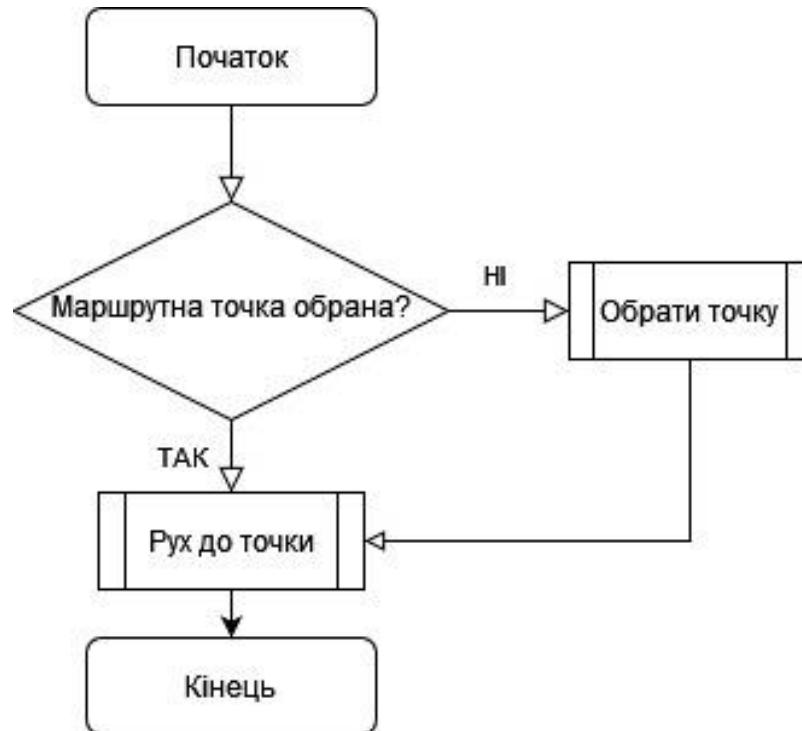 Початок
Маршрутна точка обрана?
НІ
Обрати точку
ТАК
Рух до точки
Кінець